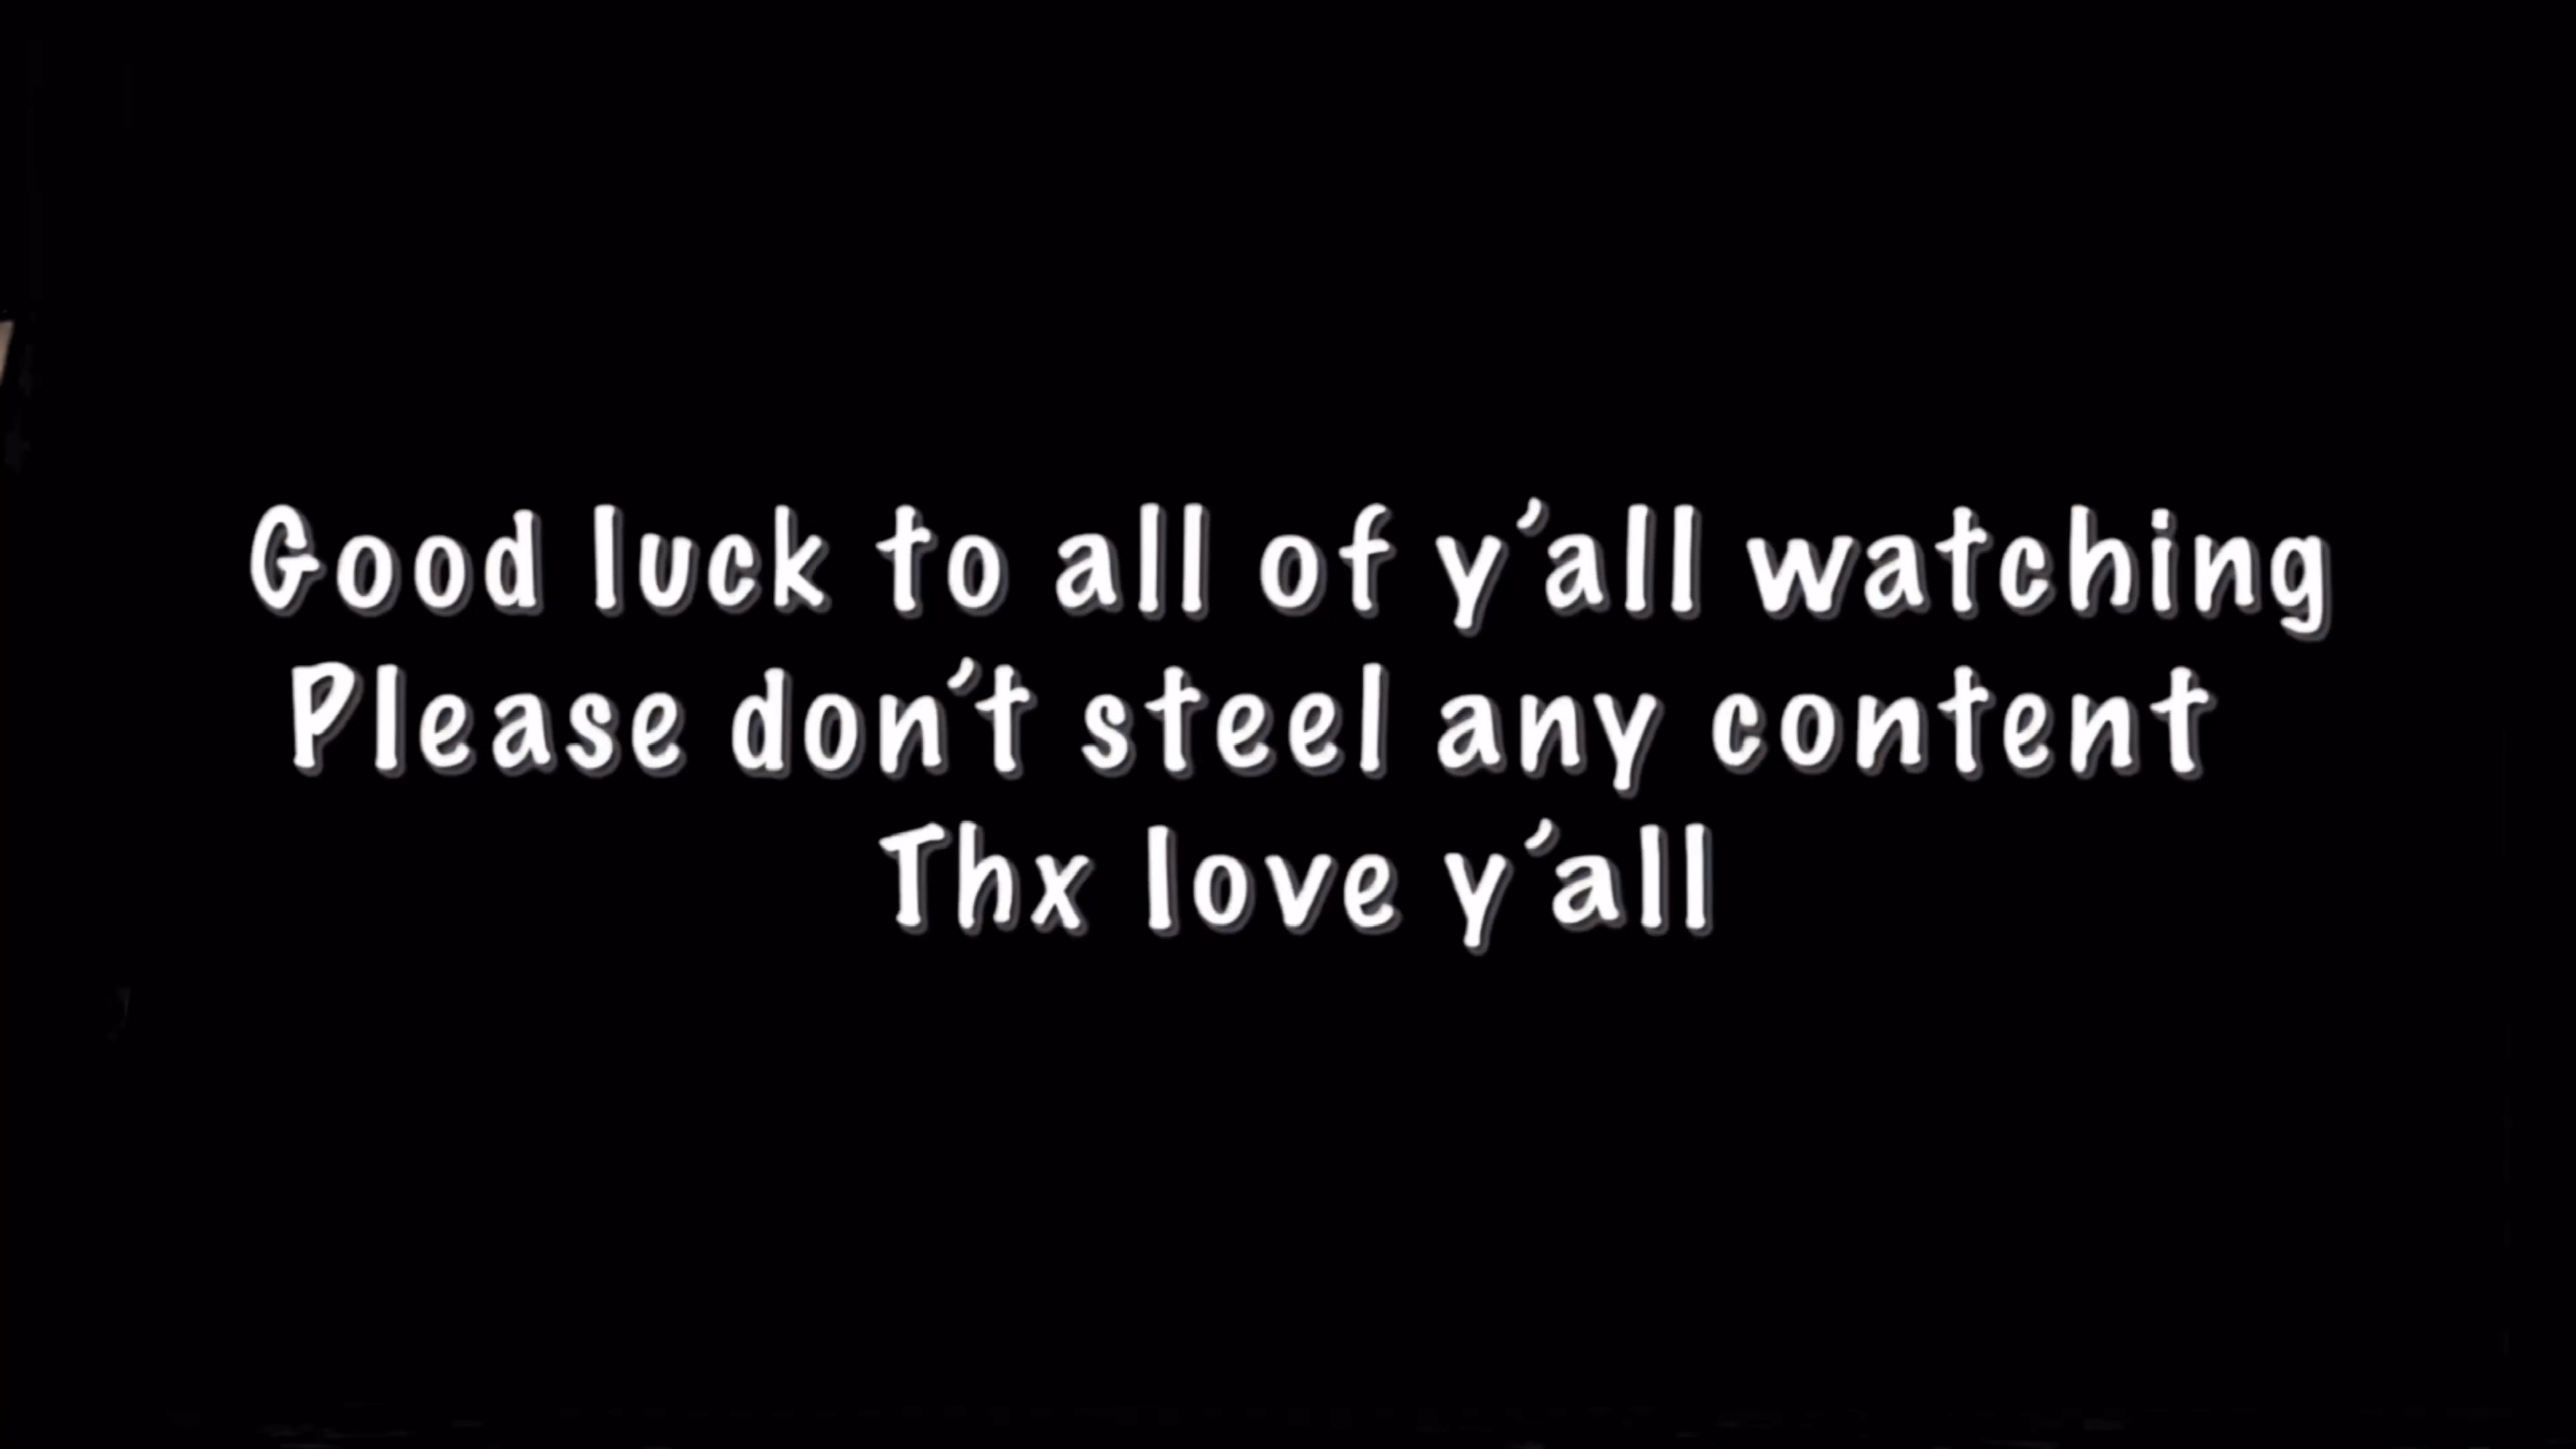 Good luck to all of y’all watching
Please don’t steel any content
Thx love y’all